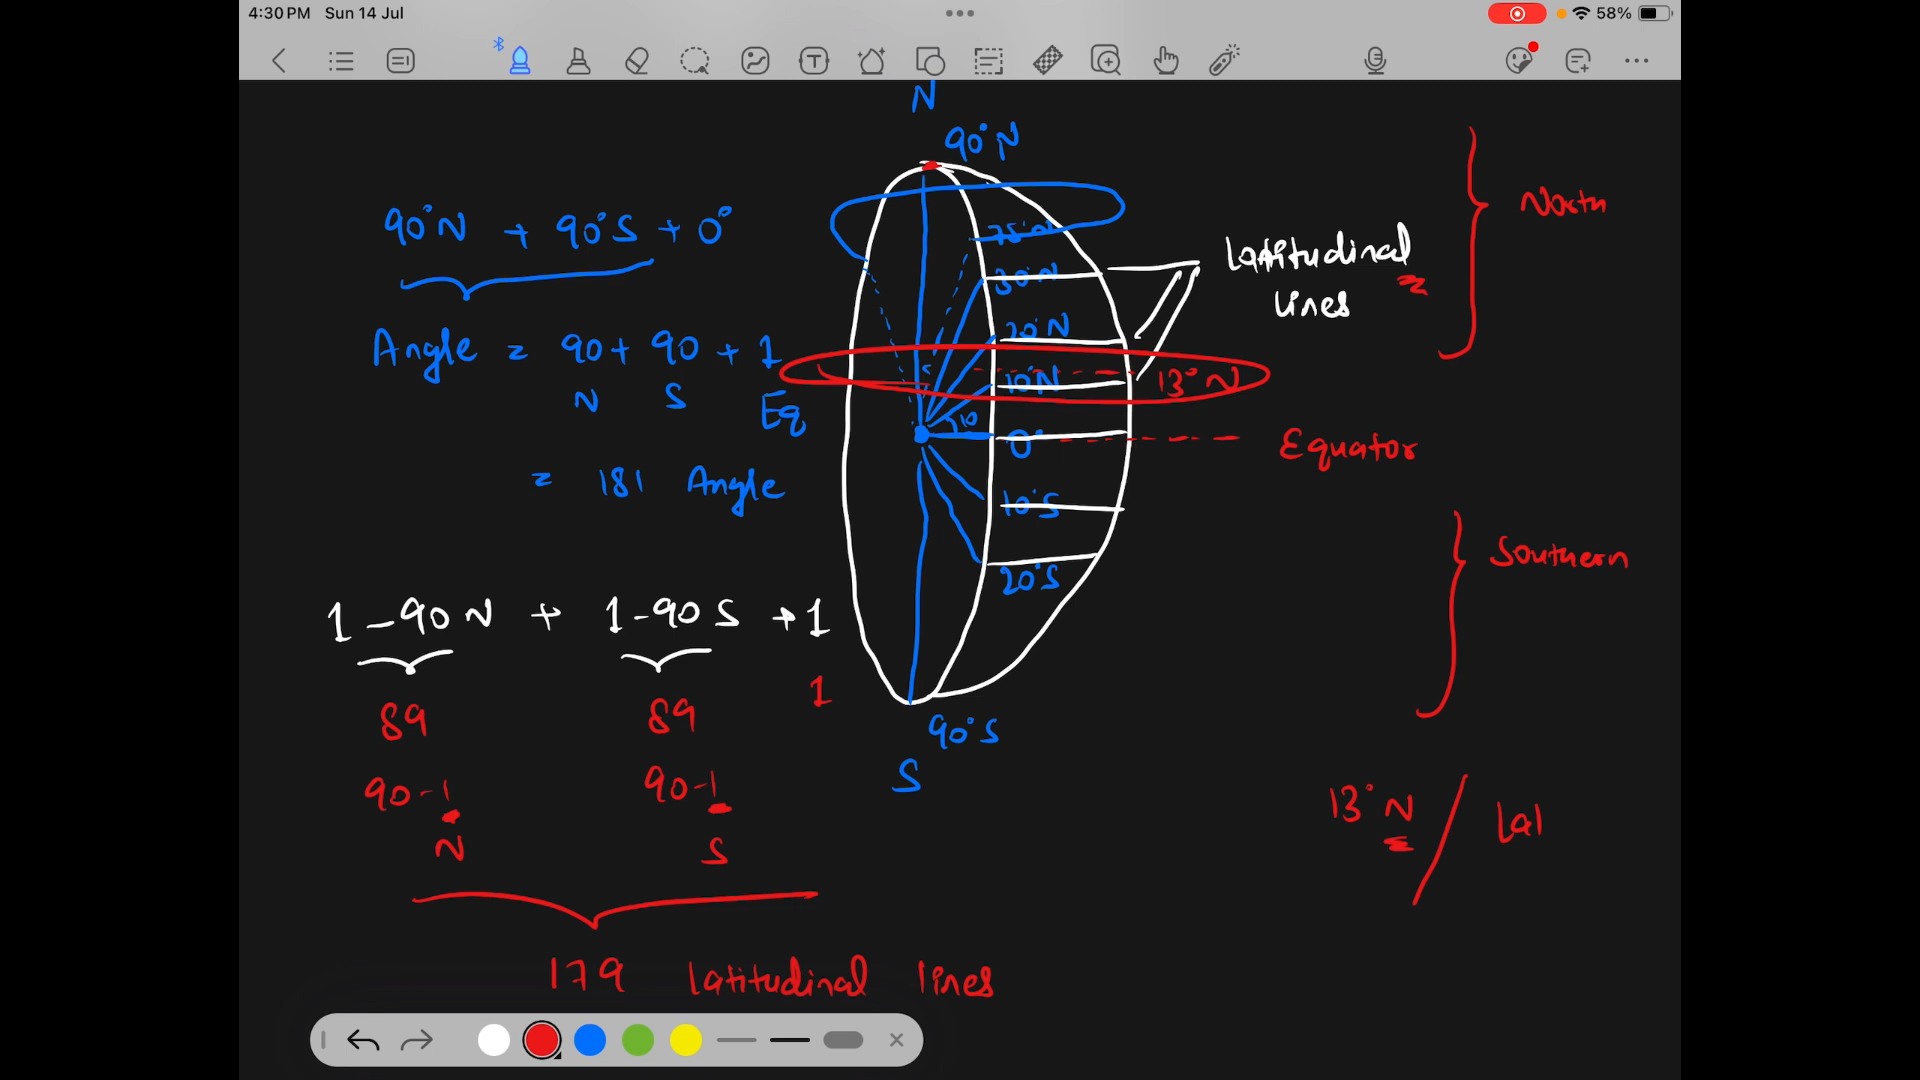 4:30 PM Sun 14 Jul
58%
N
90°N
90°N + 90°S + 0°
75°N
30°N
20°N
10°N
13°N
10
0°
10°S
20°S
90°S
S
Latitudinal
lines
North
Equator
Southern
Angle = 90 + 90 + 1
N S Eq
= 181 Angle
1 - 90 N + 1 - 90 S + 1
89 89 1
90 - 1 90 - 1
N S
179 latitudinal lines
13° N / Lal